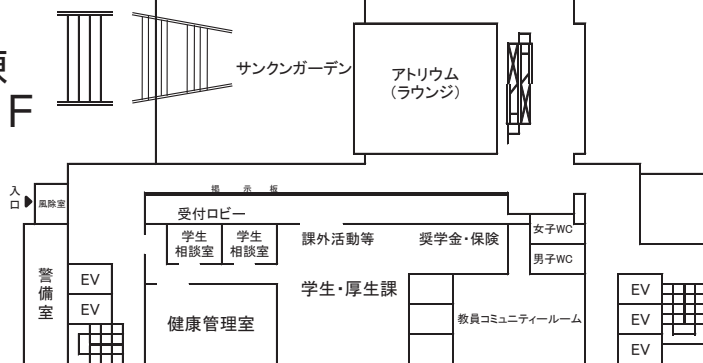 F
サンクンガーデン
アトリウム
（ラウンジ）
入口
風除室
掲示板
受付ロビー
学生
相談室
学生
相談室
課外活動等
奨学金・保険
女子WC
男子WC
警備室
EV
EV
学生・厚生課
健康管理室
教員コミュニティールーム
EV
EV
EV